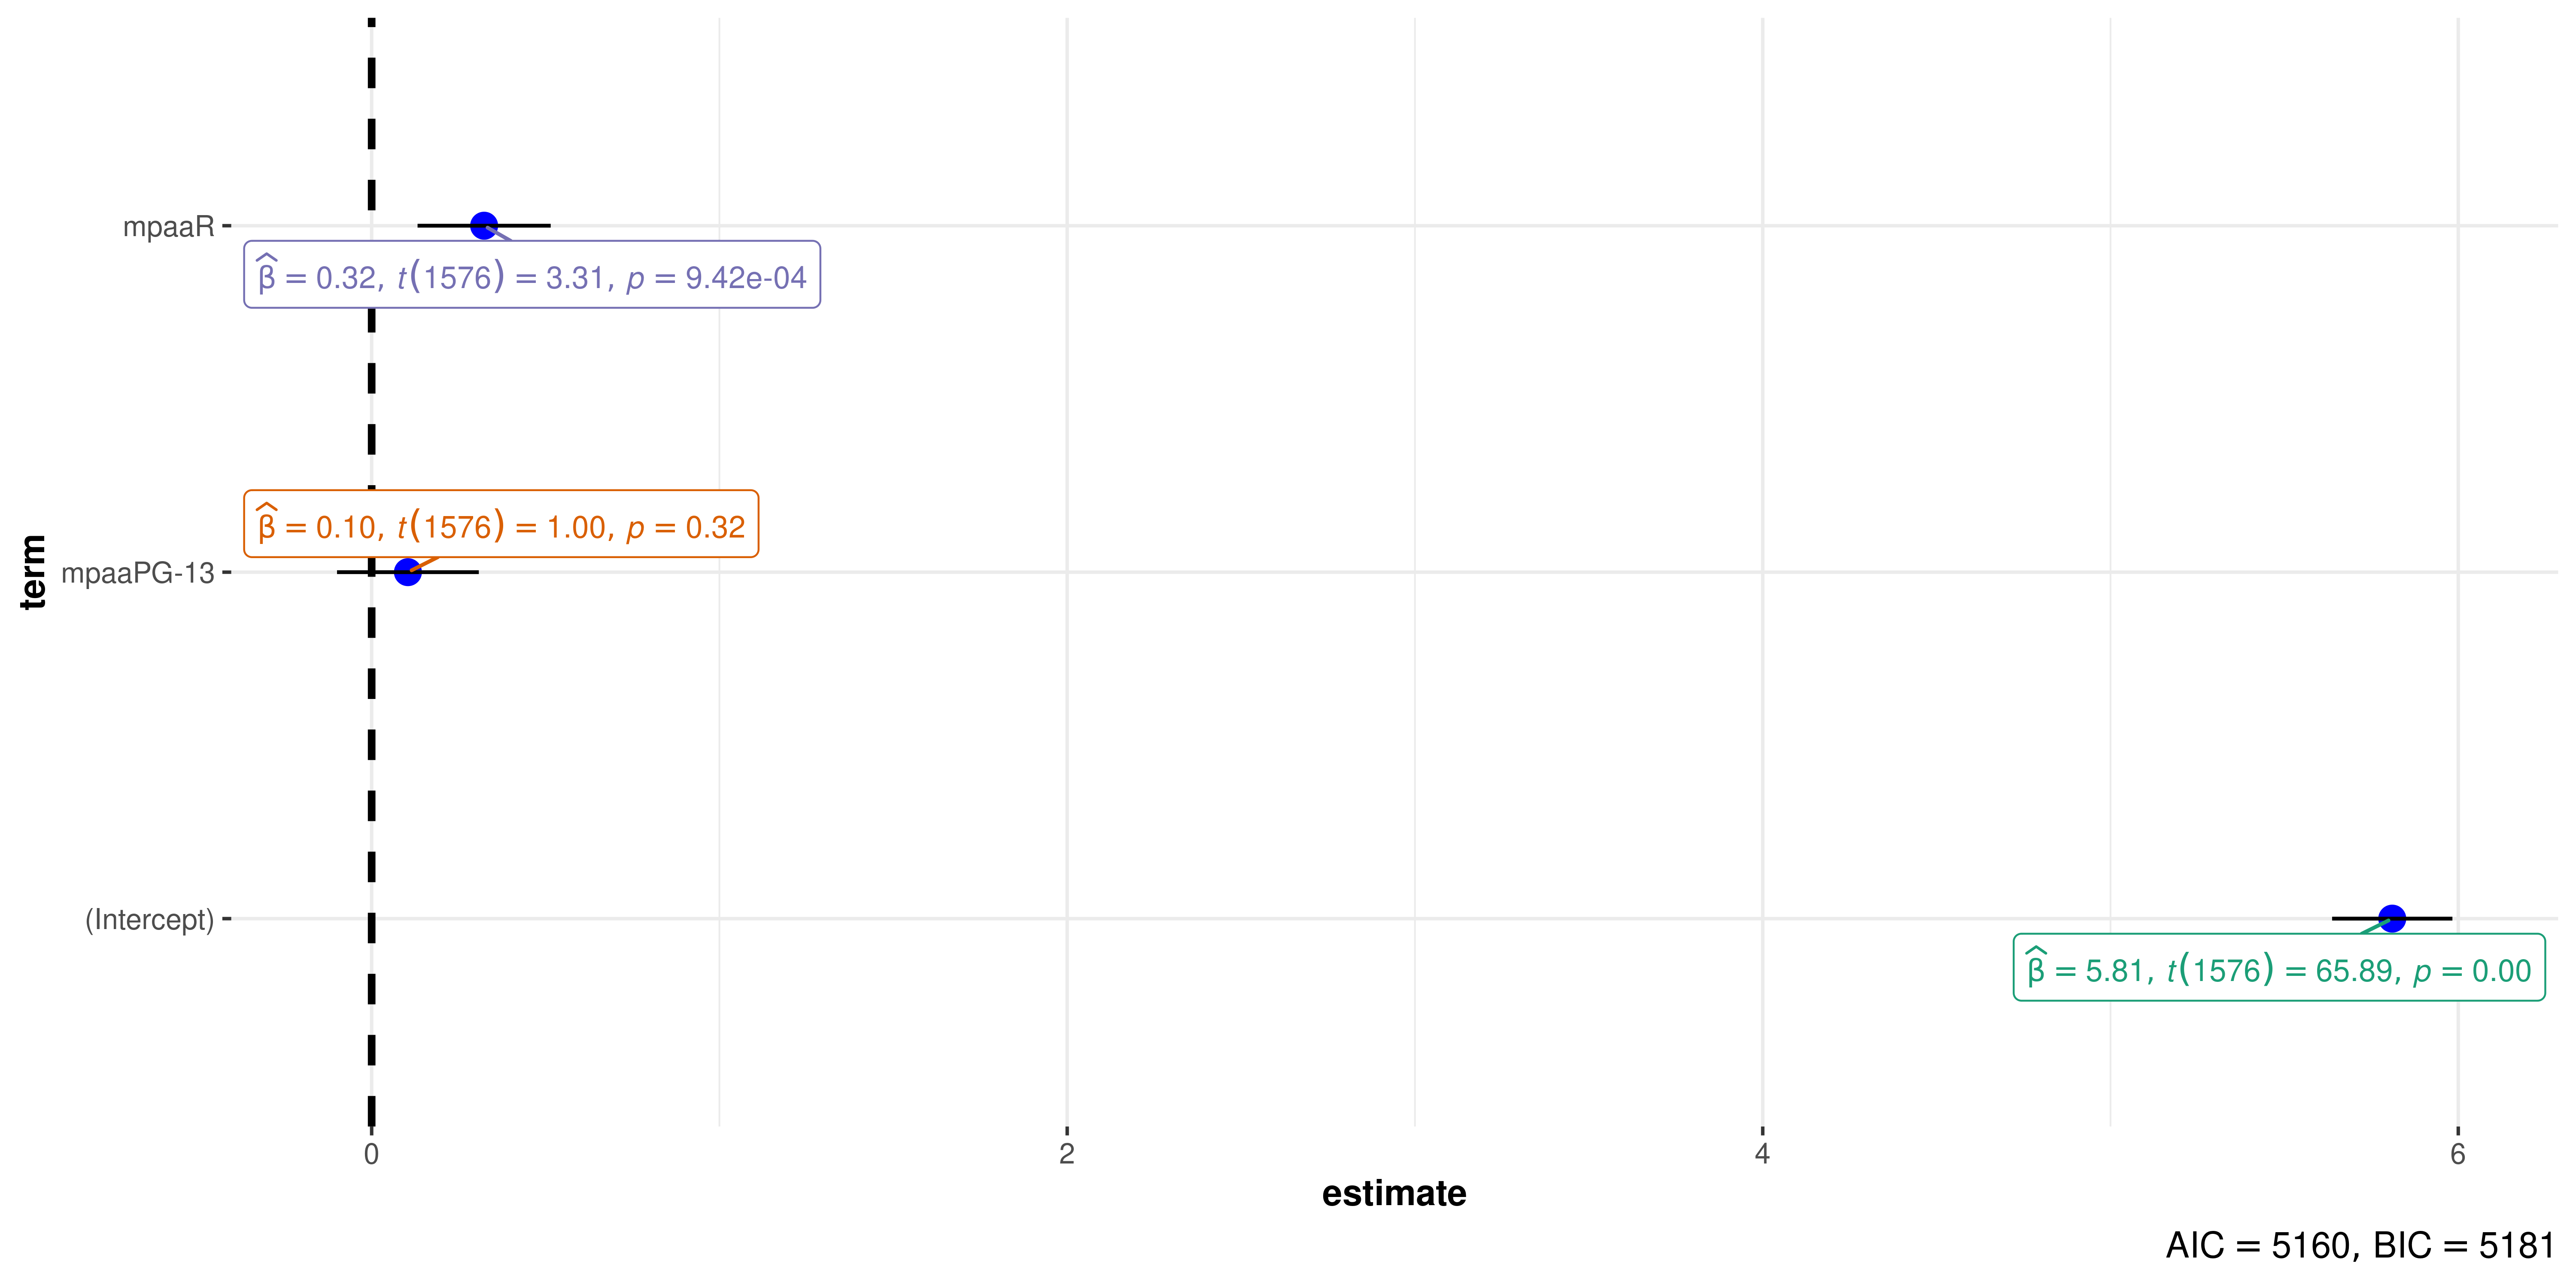 mpaaR
β̂ = 0.32, t(1576) = 3.31, p = 9.42e-04
β̂ = 0.10, t(1576) = 1.00, p = 0.32
term
mpaaPG-13
(Intercept)
β̂ = 5.81, t(1576) = 65.89, p = 0.00
0 2 4 6
estimate
AIC = 5160, BIC = 5181